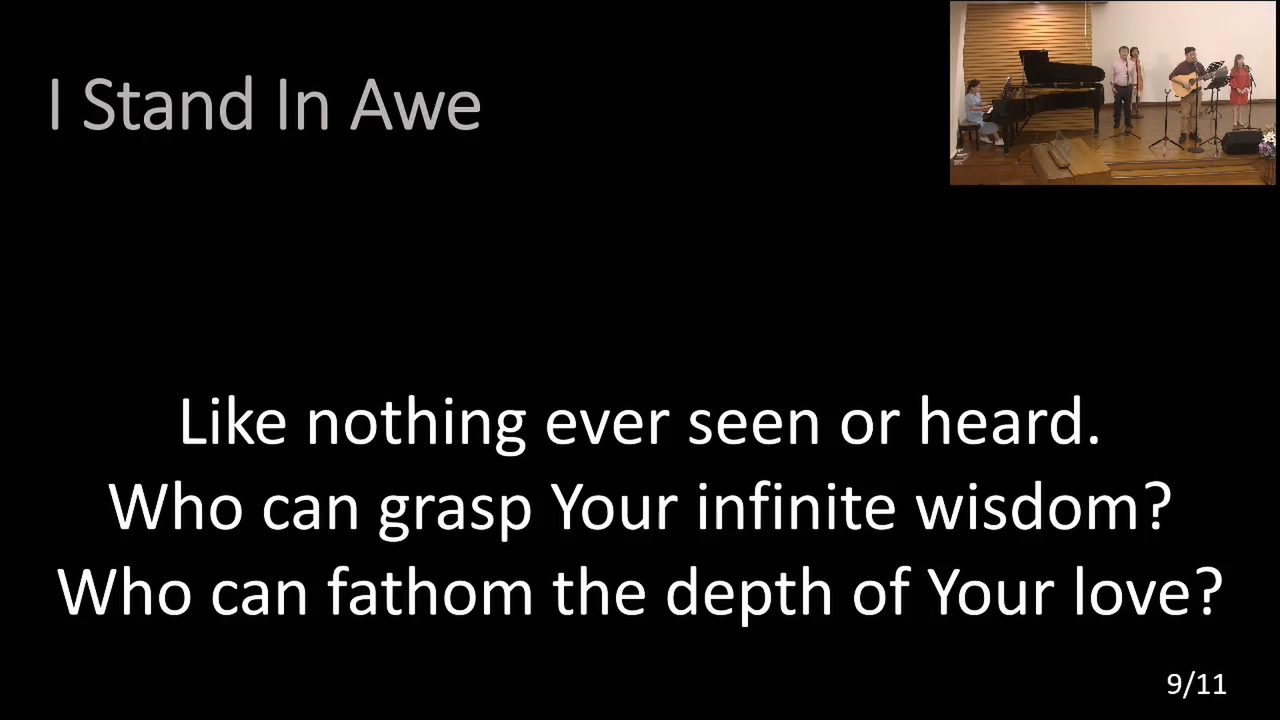 I Stand In Awe
Like nothing ever seen or heard.
Who can grasp Your infinite wisdom?
Who can fathom the depth of Your love?
9/11